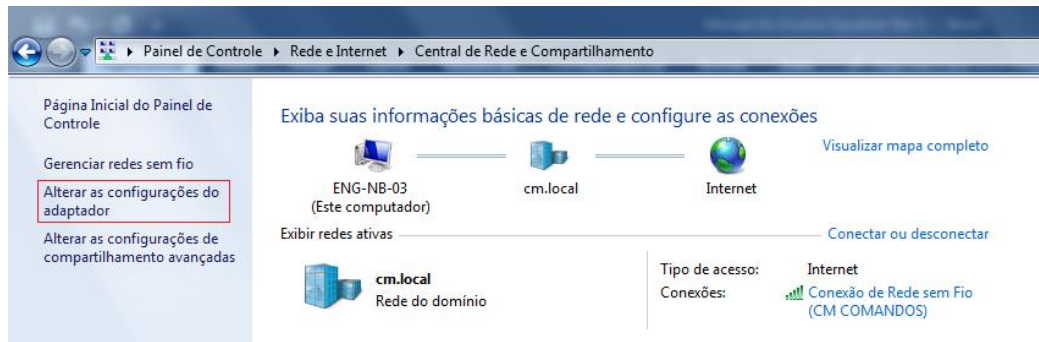 Painel de Controle ▸ Rede e Internet ▸ Central de Rede e Compartilhamento
Página Inicial do Painel de
Controle
Gerenciar redes sem fio
Alterar as configurações do
adaptador
Alterar as configurações de
compartilhamento avançadas
Exiba suas informações básicas de rede e configure as conexões
Visualizar mapa completo
ENG-NB-03
(Este computador)
cm.local
Internet
Exibir redes ativas
Conectar ou desconectar
cm.local
Rede do domínio
Tipo de acesso: Internet
Conexões: Conexão de Rede sem Fio
(CM COMANDOS)